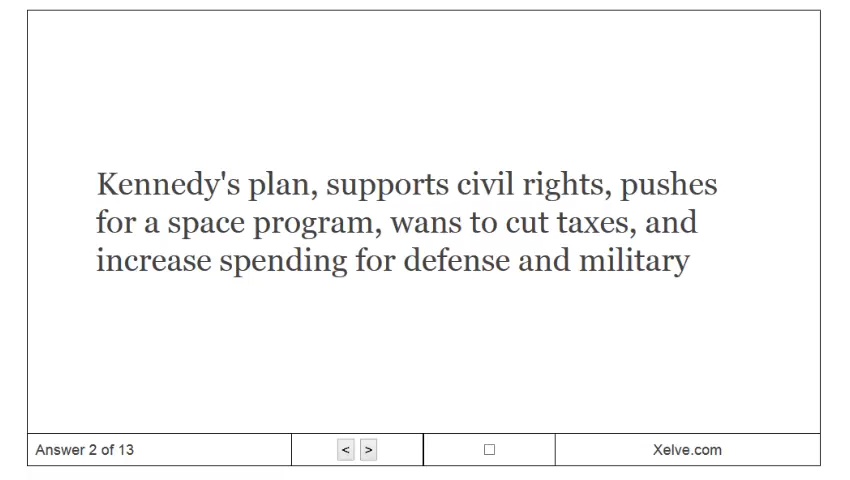 Kennedy's plan, supports civil rights, pushes
for a space program, wans to cut taxes, and
increase spending for defense and military
Answer 2 of 13
< >
Xelve.com